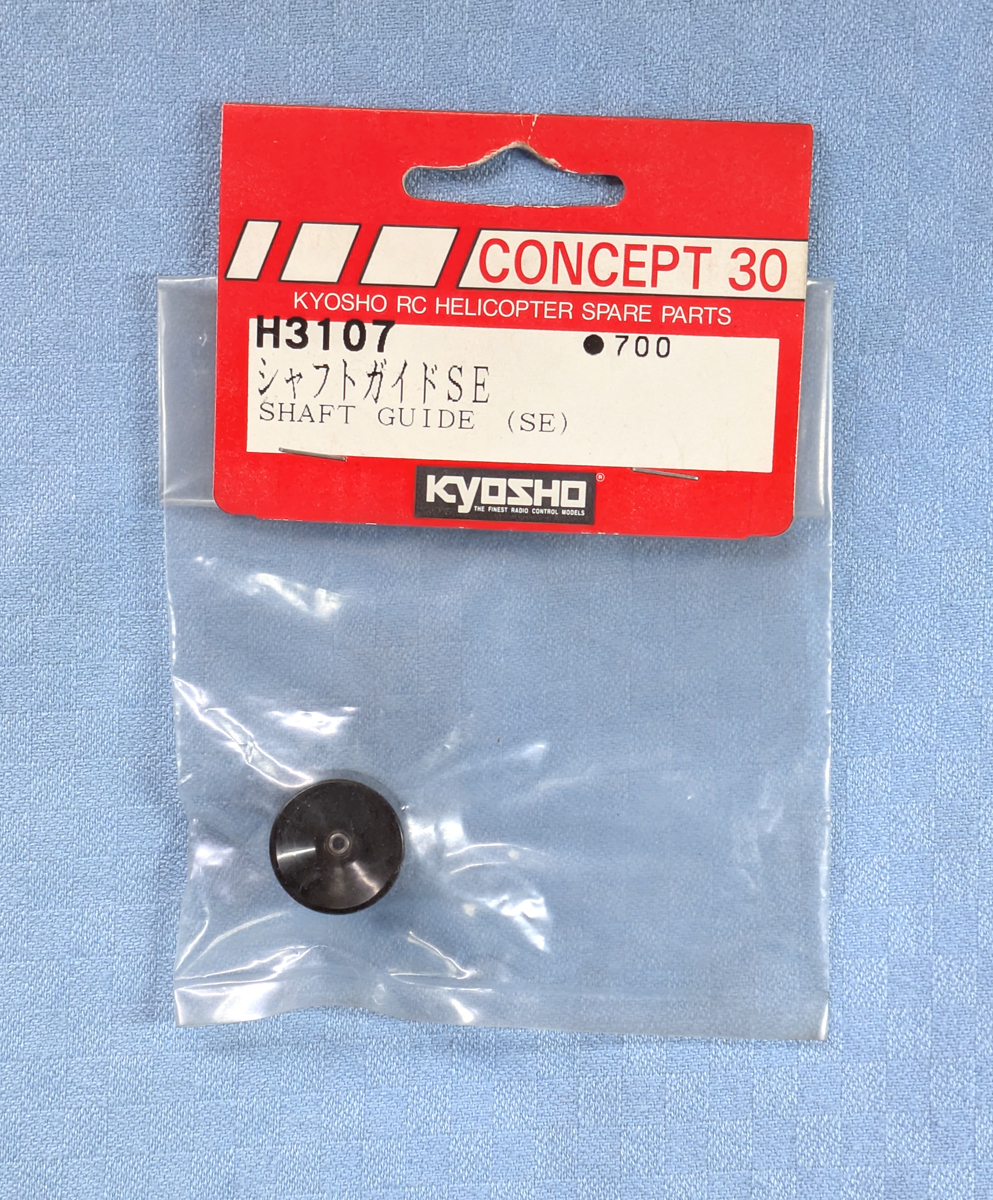 CONCEPT 30
KYOSHO RC HELICOPTER SPARE PARTS
H3107 ●700
シャフトガイドSE
SHAFT GUIDE (SE)
KYOSHO ®
THE FINEST RADIO CONTROL MODELS